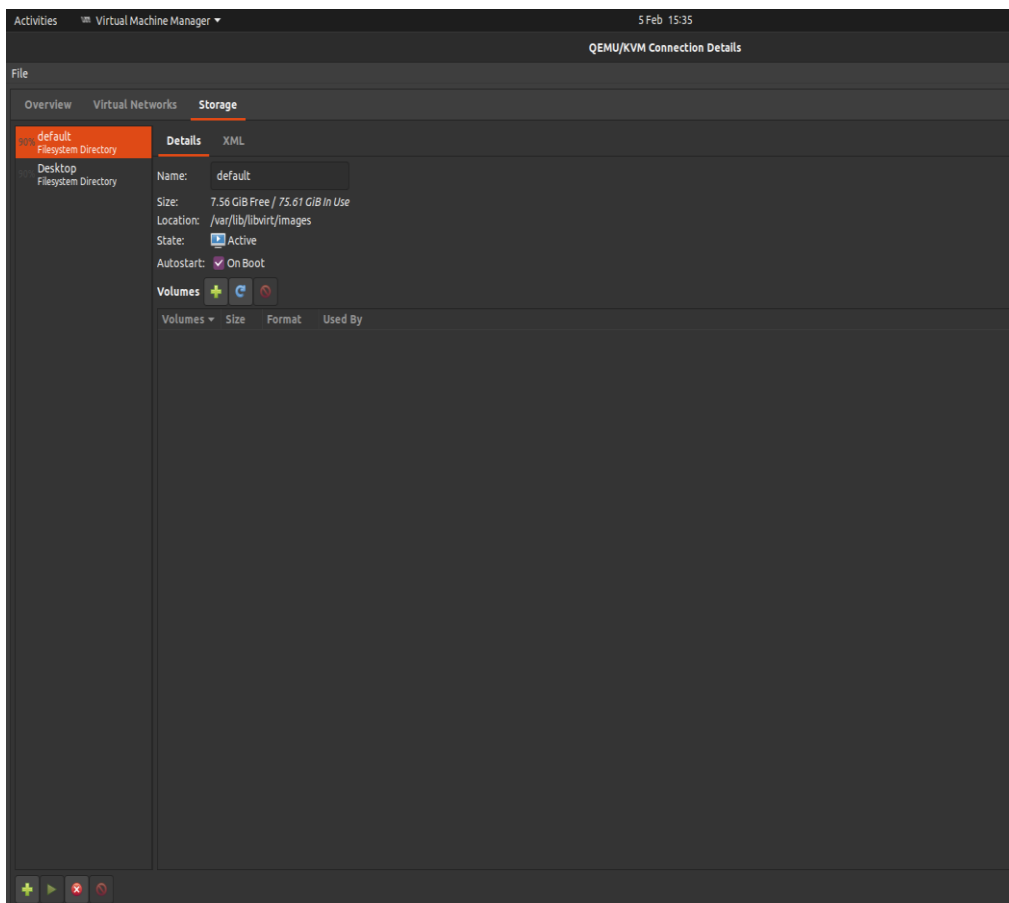 Activities Virtual Machine Manager 5 Feb 15:35
QEMU/KVM Connection Details
File
Overview Virtual Networks Storage
90% default
Filesystem Directory
Desktop
Filesystem Directory
Details XML
Name: default
Size: 7.56 GiB Free / 75.61 GiB In Use
Location: /var/lib/libvirt/images
State: Active
Autostart: On Boot
Volumes
Volumes Size Format Used By